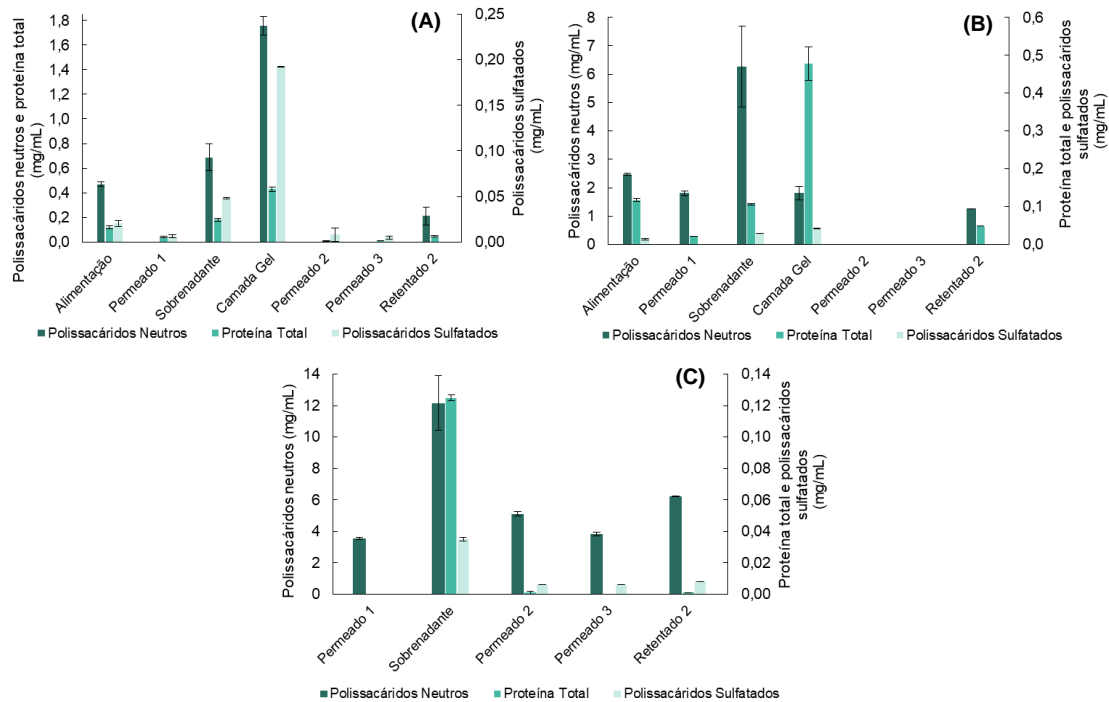 (A)
Polissacáridos neutros e proteína total
(mg/mL)
1,8
1,6
1,4
1,2
1,0
0,8
0,6
0,4
0,2
0,0
0,25
0,20
0,15
0,10
0,05
0,00
Polissacáridos sulfatados
(mg/mL)
Alimentação
Permeado 1
Sobrenadante
Camada Gel
Permeado 2
Permeado 3
Retentado 2
Polissacáridos Neutros
Proteína Total
Polissacáridos Sulfatados
(B)
Polissacáridos neutros (mg/mL)
8
7
6
5
4
3
2
1
0
0,6
0,5
0,4
0,3
0,2
0,1
0,0
Proteína total e polissacáridos
sulfatados
(mg/mL)
Alimentação
Permeado 1
Sobrenadante
Camada Gel
Permeado 2
Permeado 3
Retentado 2
Polissacáridos Neutros
Proteína Total
Polissacáridos Sulfatados
(C)
Polissacáridos neutros (mg/mL)
14
12
10
8
6
4
2
0
0,14
0,12
0,10
0,08
0,06
0,04
0,02
0,00
Proteína total e polissacáridos
sulfatados
(mg/mL)
Permeado 1
Sobrenadante
Permeado 2
Permeado 3
Retentado 2
Polissacáridos Neutros
Proteína Total
Polissacáridos Sulfatados